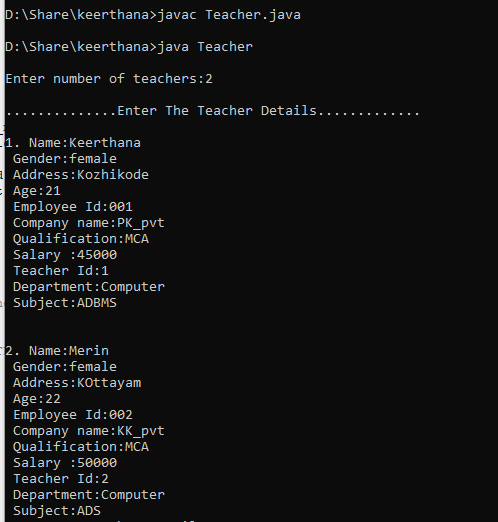 D:\Share\keerthana>javac Teacher.java
D:\Share\keerthana>java Teacher
Enter number of teachers:2
..............Enter The Teacher Details.............
1. Name:Keerthana
Gender:female
Address:Kozhikode
Age:21
Employee Id:001
Company name:PK_pvt
Qualification:MCA
Salary :45000
Teacher Id:1
Department:Computer
Subject:ADBMS
2. Name:Merin
Gender:female
Address:KOttayam
Age:22
Employee Id:002
Company name:KK_pvt
Qualification:MCA
Salary :50000
Teacher Id:2
Department:Computer
Subject:ADS